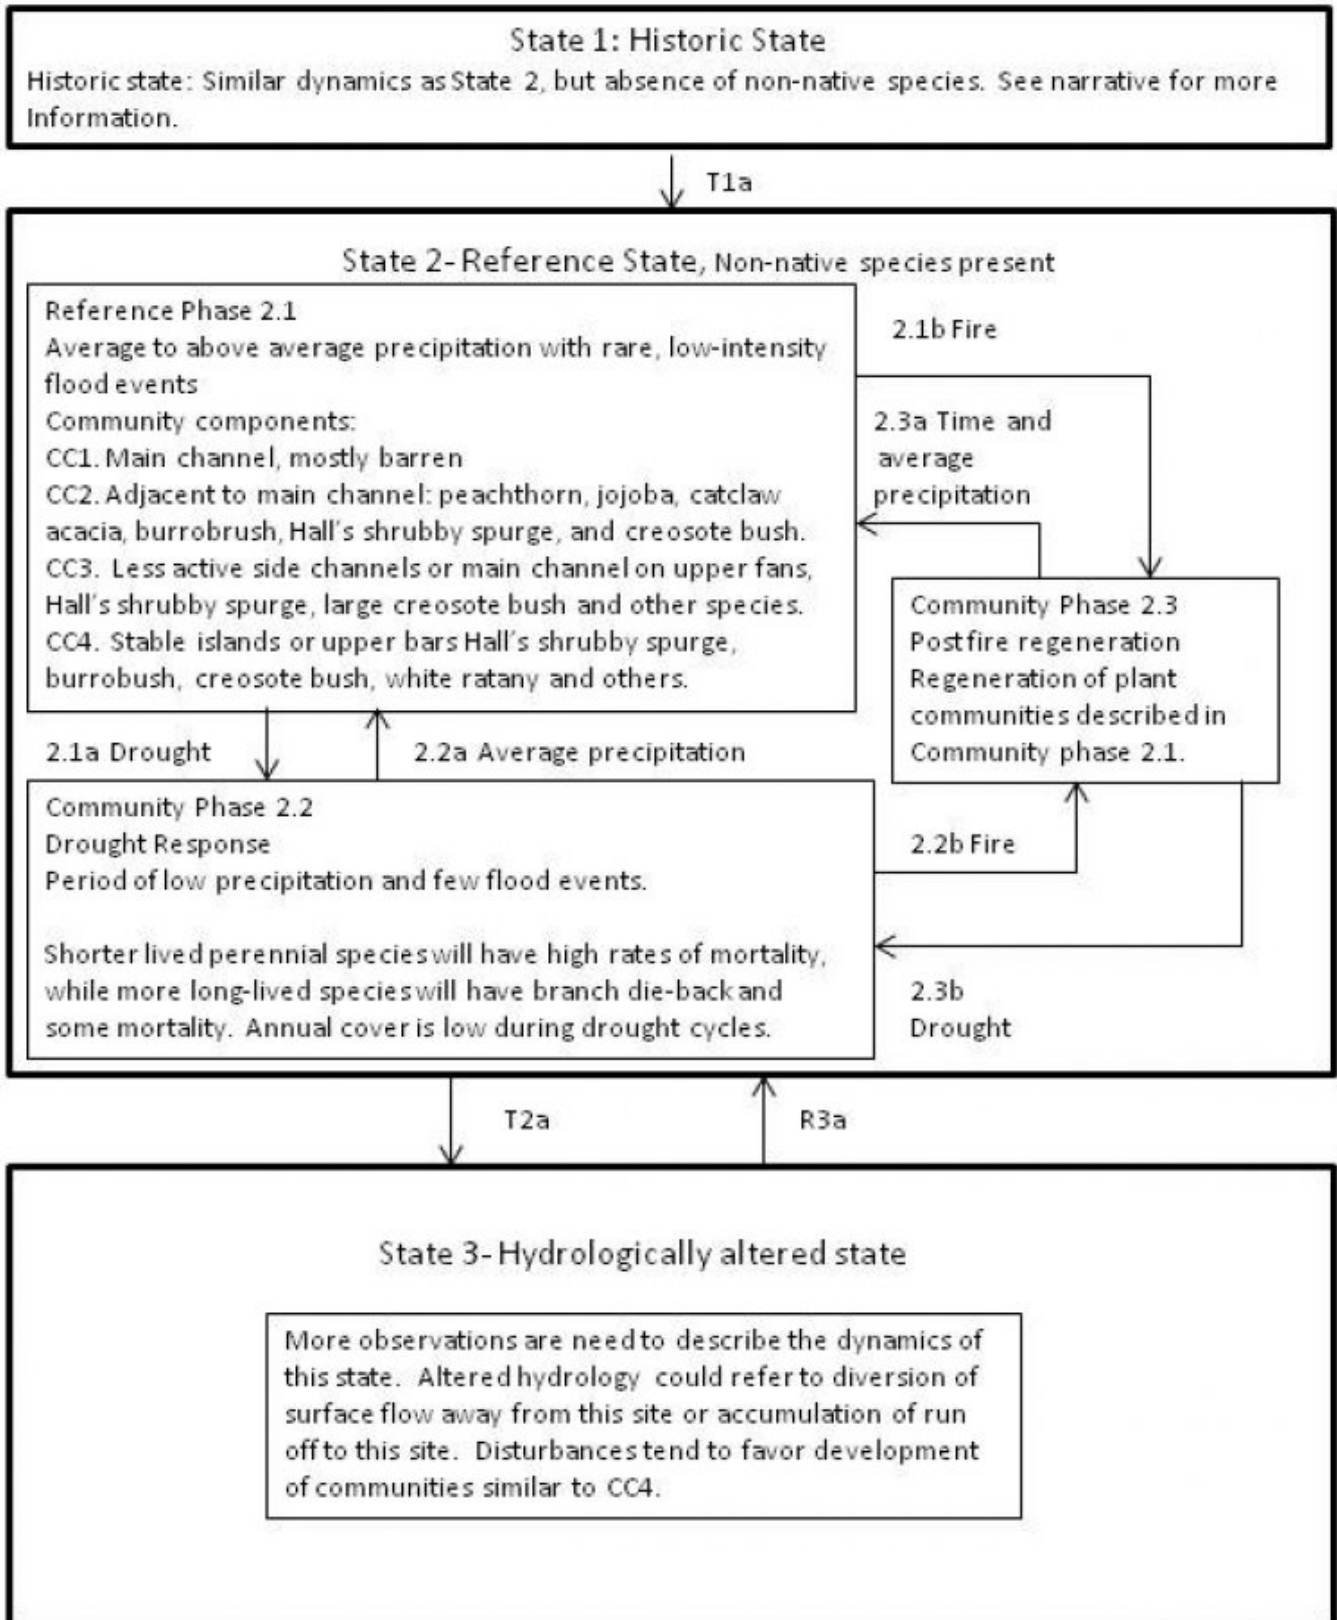 State 1: Historic State
Historic state: Similar dynamics as State 2, but absence of non-native species. See narrative for more
Information.
T1a
State 2- Reference State, Non-native species present
Reference Phase 2.1
Average to above average precipitation with rare, low-intensity
flood events
Community components:
CC1. Main channel, mostly barren
CC2. Adjacent to main channel: peachthorn, jojoba, catclaw
acacia, burrobrush, Hall's shrubby spurge, and creosote bush.
CC3. Less active side channels or main channel on upper fans,
Hall's shrubby spurge, large creosote bush and other species.
CC4. Stable islands or upper bars Hall's shrubby spurge,
burrobush, creosote bush, white ratany and others.
2.1b Fire
2.3a Time and
average
precipitation
Community Phase 2.3
Postfire regeneration
Regeneration of plant
communities described in
Community phase 2.1.
2.1a Drought
2.2a Average precipitation
Community Phase 2.2
Drought Response
Period of low precipitation and few flood events.
Shorter lived perennial species will have high rates of mortality,
while more long-lived species will have branch die-back and
some mortality. Annual cover is low during drought cycles.
2.2b Fire
2.3b
Drought
T2a
R3a
State 3- Hydrologically altered state
More observations are need to describe the dynamics of
this state. Altered hydrology could refer to diversion of
surface flow away from this site or accumulation of run
off to this site. Disturbances tend to favor development
of communities similar to CC4.